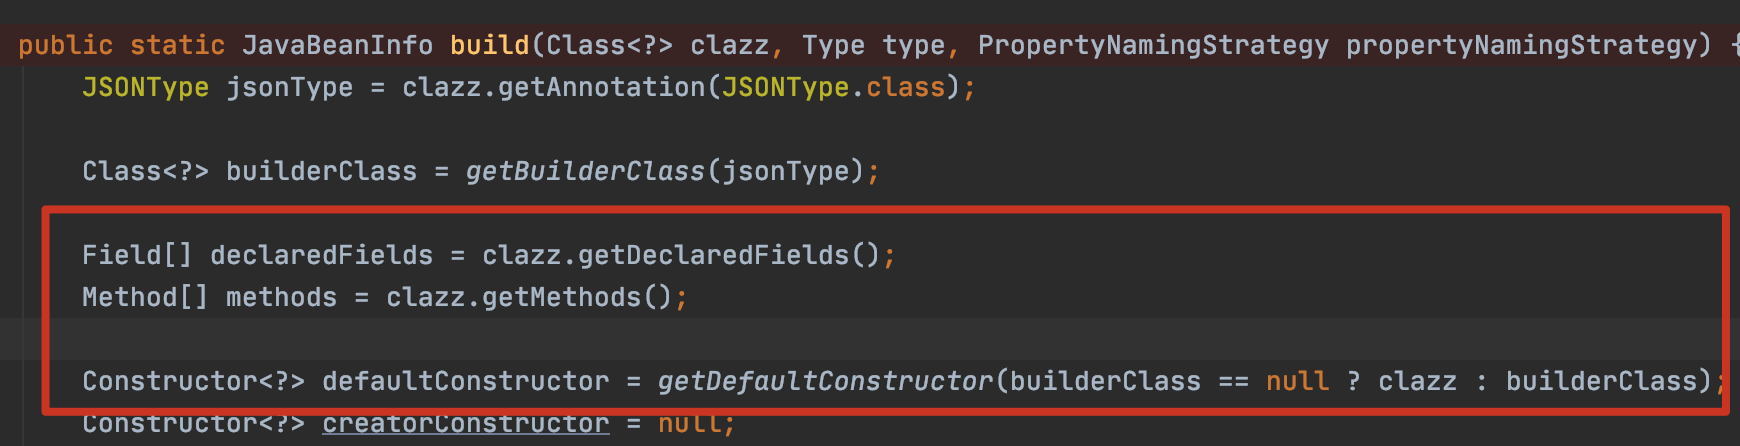 public static JavaBeanInfo build(Class<?> clazz, Type type, PropertyNamingStrategy propertyNamingStrategy) {
JSONType jsonType = clazz.getAnnotation(JSONType.class);
Class<?> builderClass = getBuilderClass(jsonType);
Field[] declaredFields = clazz.getDeclaredFields();
Method[] methods = clazz.getMethods();
Constructor<?> defaultConstructor = getDefaultConstructor(builderClass == null ? clazz : builderClass);
Constructor<?> creatorConstructor = null;